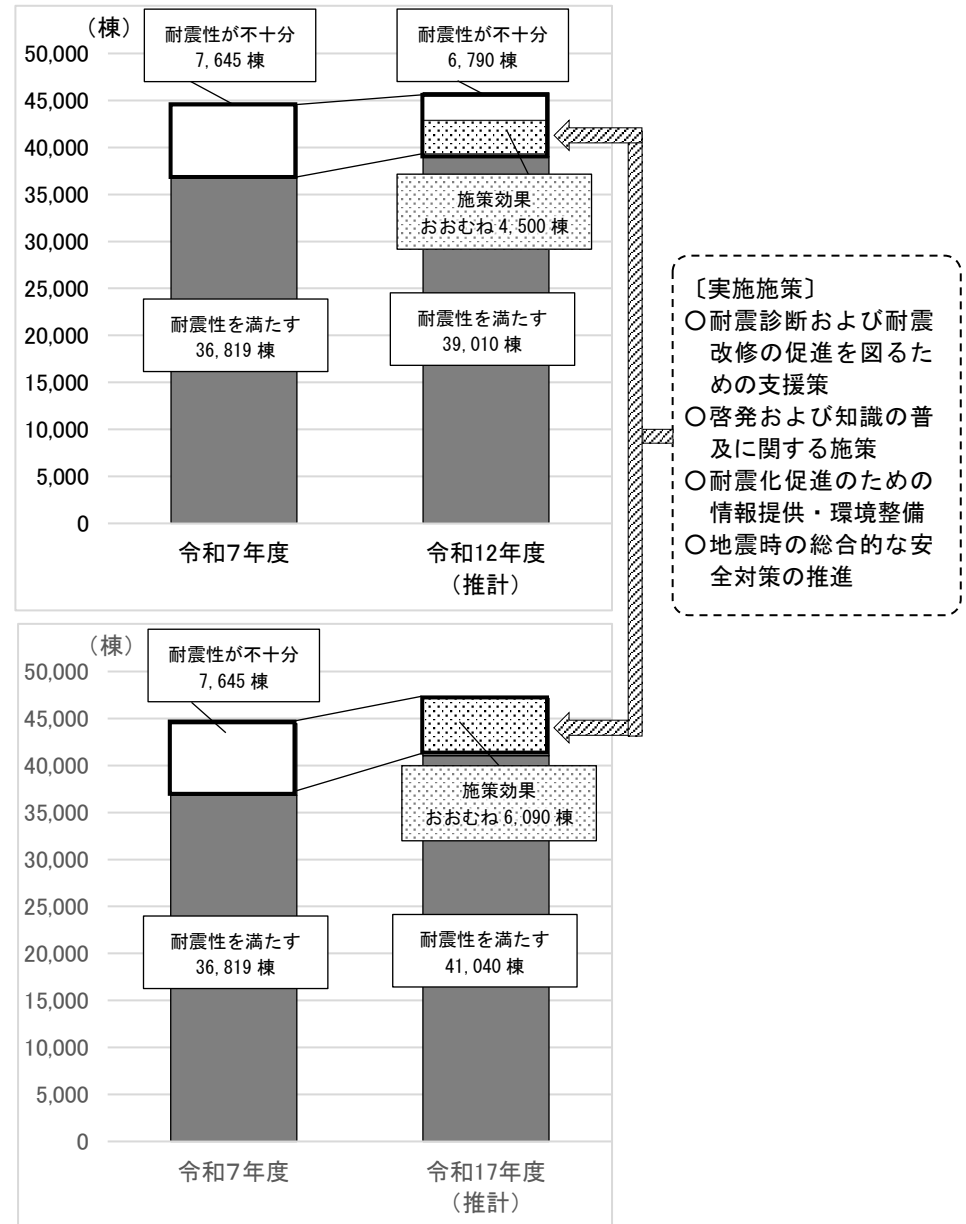 （棟）
耐震性が不十分
7,645 棟
耐震性が不十分
6,790 棟
50,000
45,000
40,000
35,000
30,000
25,000
20,000
15,000
10,000
5,000
0
施策効果
おおむね 4,500 棟
耐震性を満たす
36,819 棟
耐震性を満たす
39,010 棟
令和7年度
令和12年度
（推計）
〔実施施策〕
〇耐震診断および耐震
改修の促進を図るた
めの支援策
〇啓発および知識の普
及に関する施策
〇耐震化促進のための
情報提供・環境整備
〇地震時の総合的な安
全対策の推進
（棟）
耐震性が不十分
7,645 棟
50,000
45,000
40,000
35,000
30,000
25,000
20,000
15,000
10,000
5,000
0
施策効果
おおむね 6,090 棟
耐震性を満たす
36,819 棟
耐震性を満たす
41,040 棟
令和7年度
令和17年度
（推計）